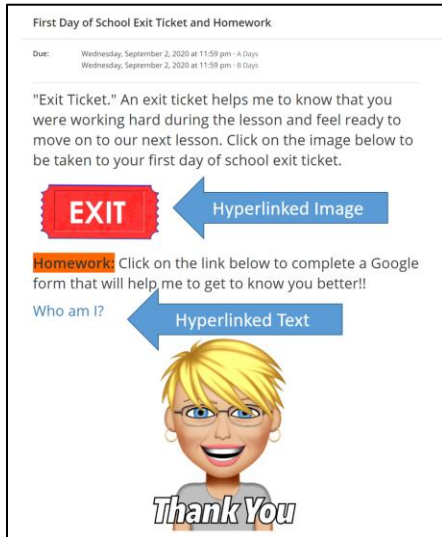 First Day of School Exit Ticket and Homework
Due:
Wednesday, September 2, 2020 at 11:59 pm · A Days
Wednesday, September 2, 2020 at 11:59 pm · B Days
"Exit Ticket." An exit ticket helps me to know that you
were working hard during the lesson and feel ready to
move on to our next lesson. Click on the image below to
be taken to your first day of school exit ticket.
EXIT
Hyperlinked Image
Homework: Click on the link below to complete a Google
form that will help me to get to know you better!!
Who am I?
Hyperlinked Text
Thank You